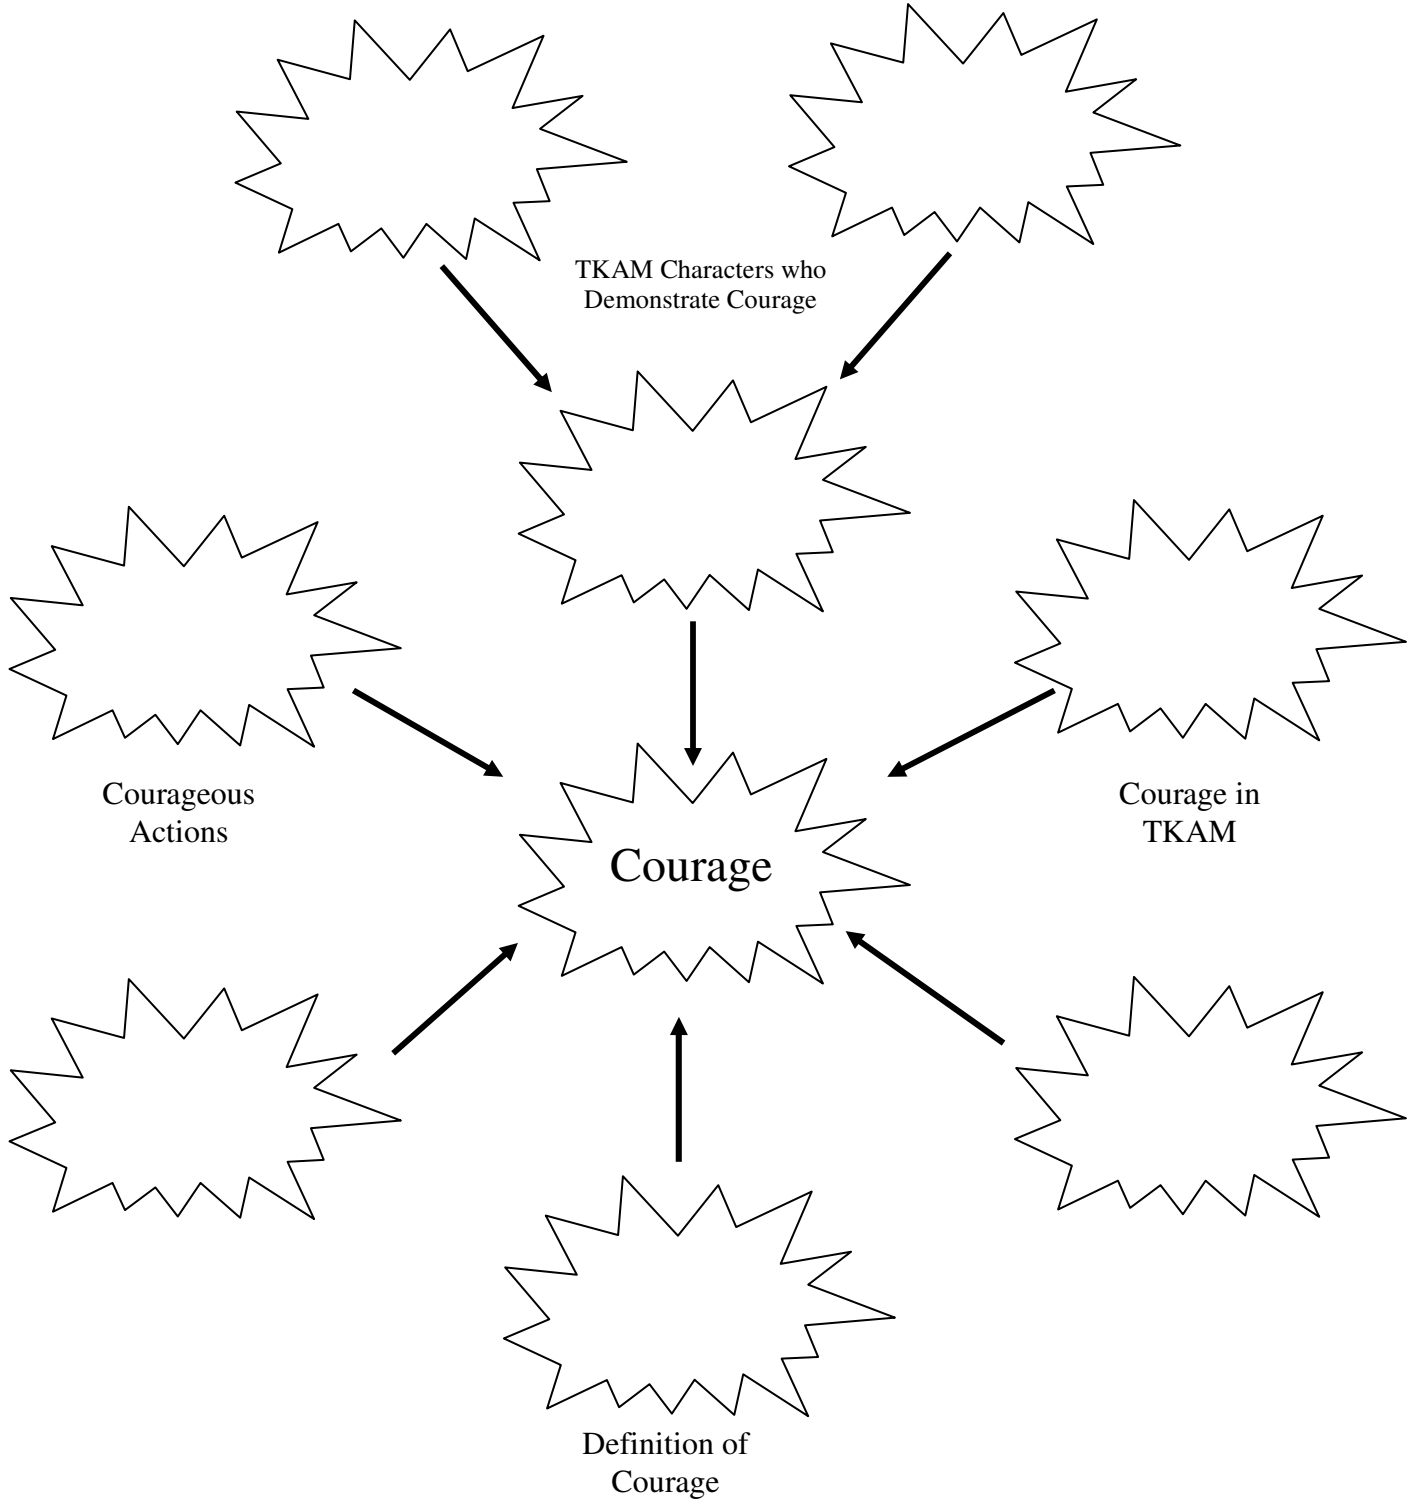 TKAM Characters who
Demonstrate Courage
Courageous
Actions
Courage in
TKAM
Courage
Definition of
Courage